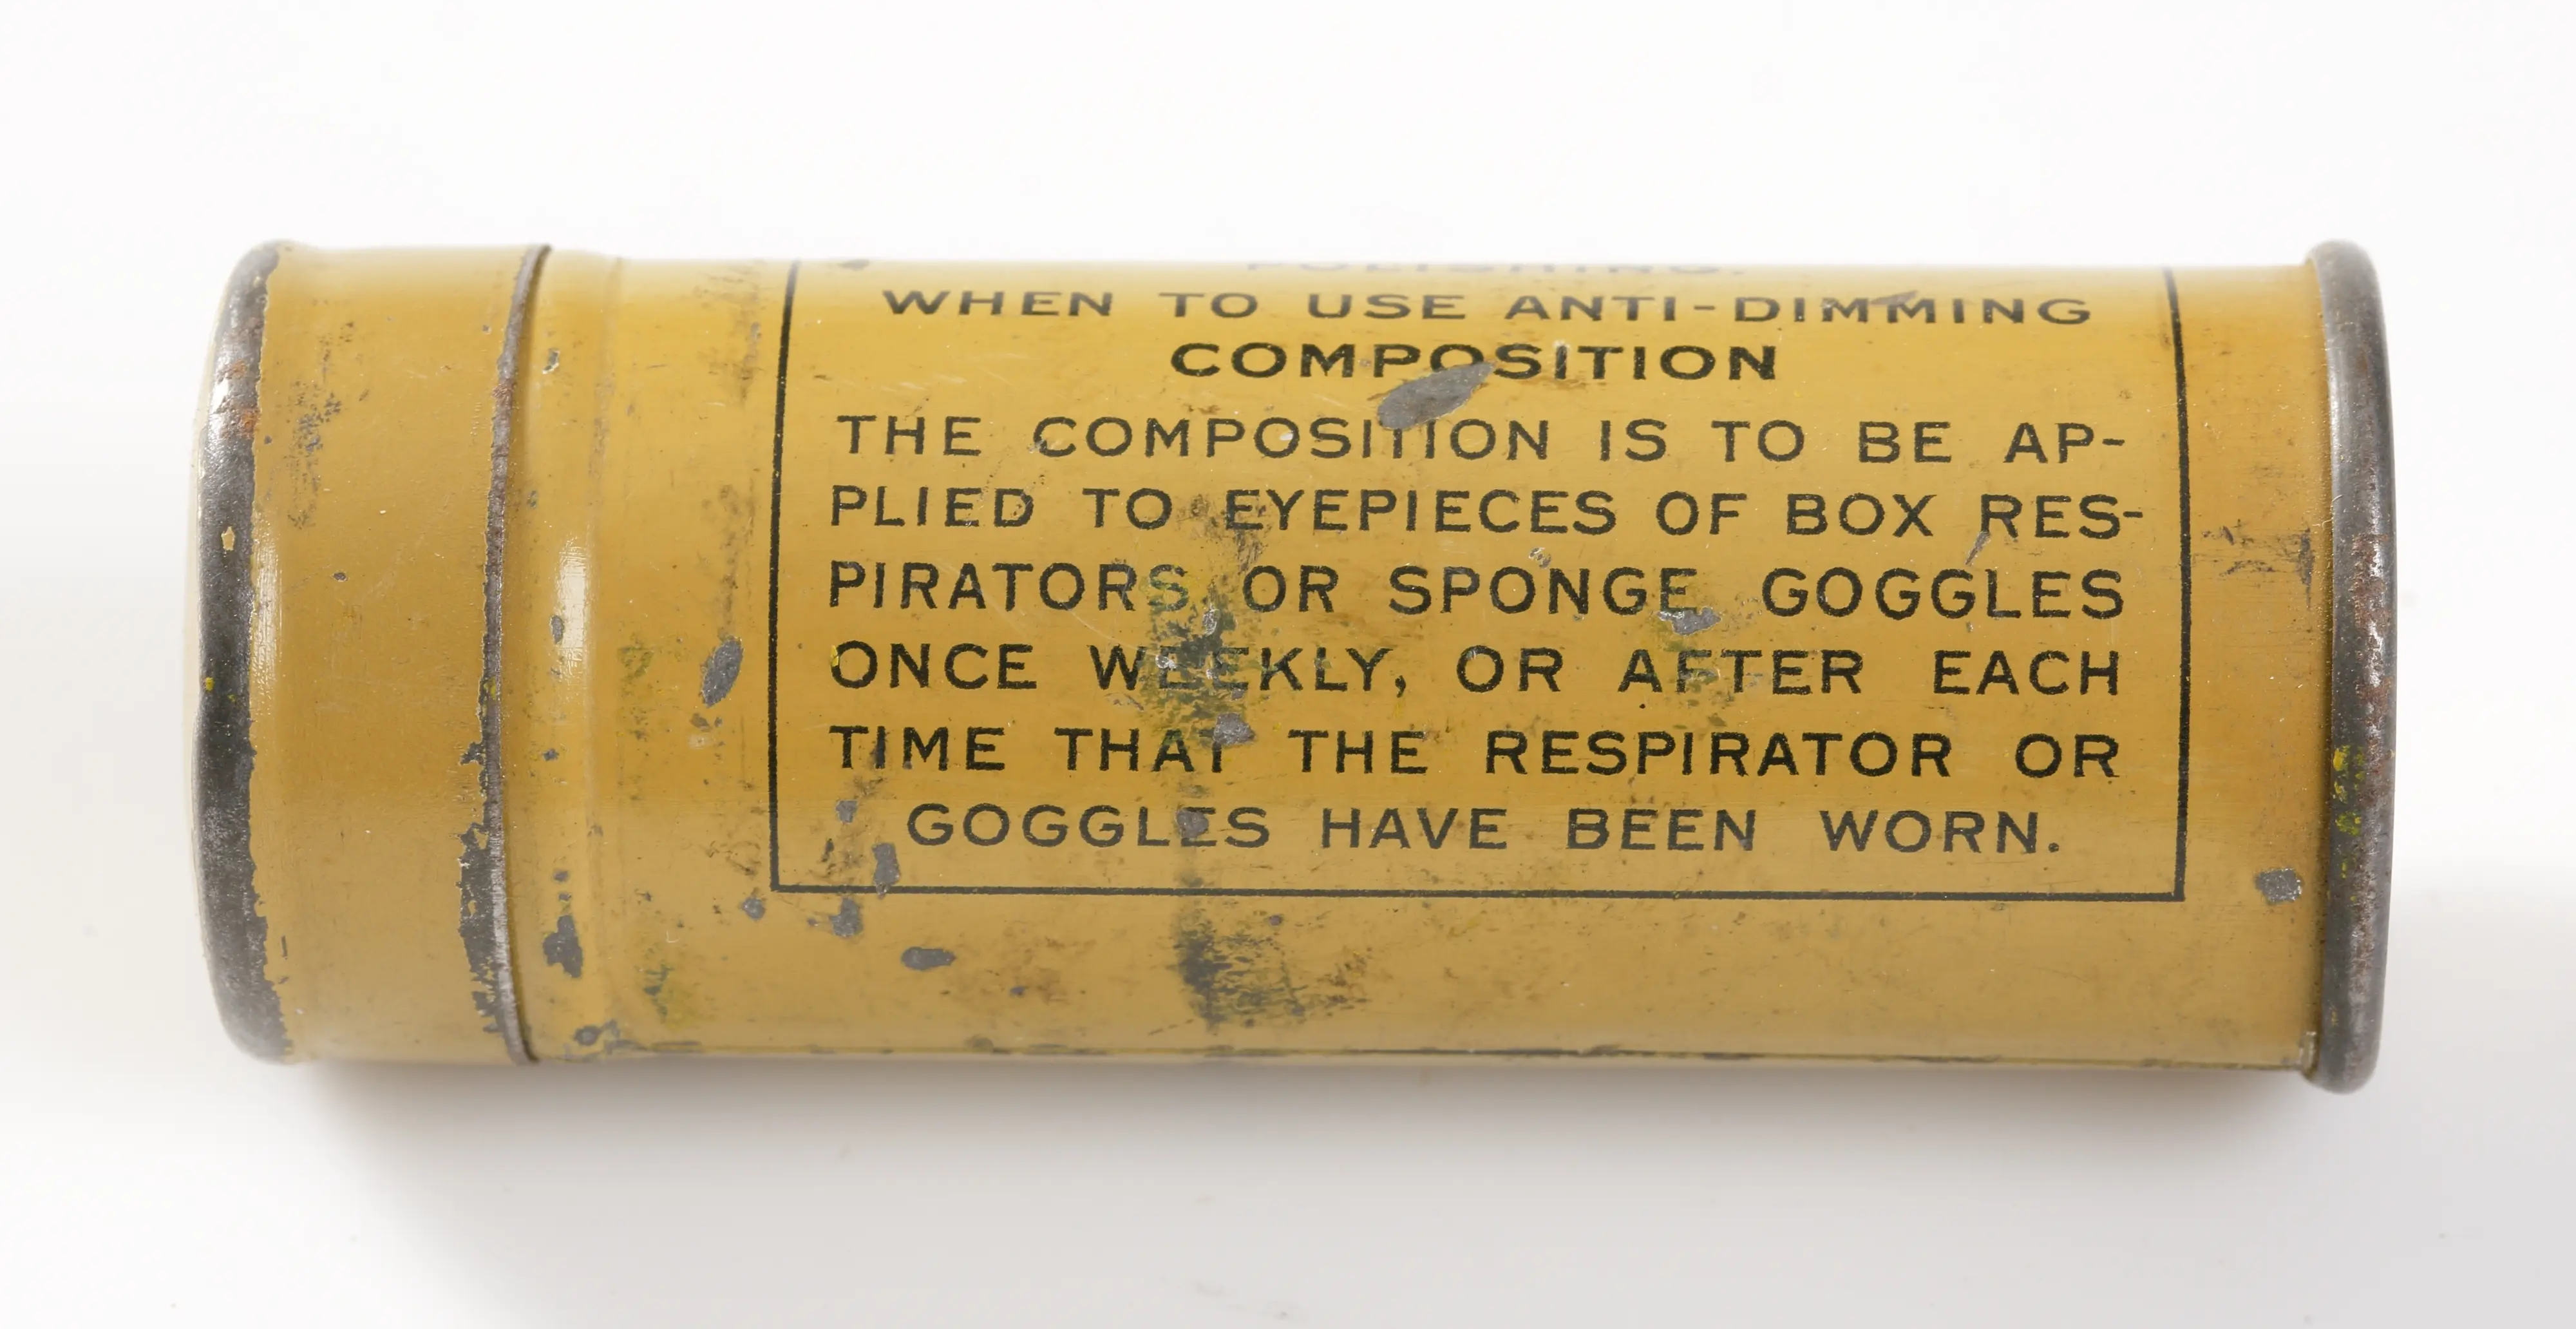 POLISHING.
WHEN TO USE ANTI-DIMMING
COMPOSITION
THE COMPOSITION IS TO BE AP-
PLIED TO EYEPIECES OF BOX RES-
PIRATORS OR SPONGE GOGGLES
ONCE WEEKLY, OR AFTER EACH
TIME THAT THE RESPIRATOR OR
GOGGLES HAVE BEEN WORN.